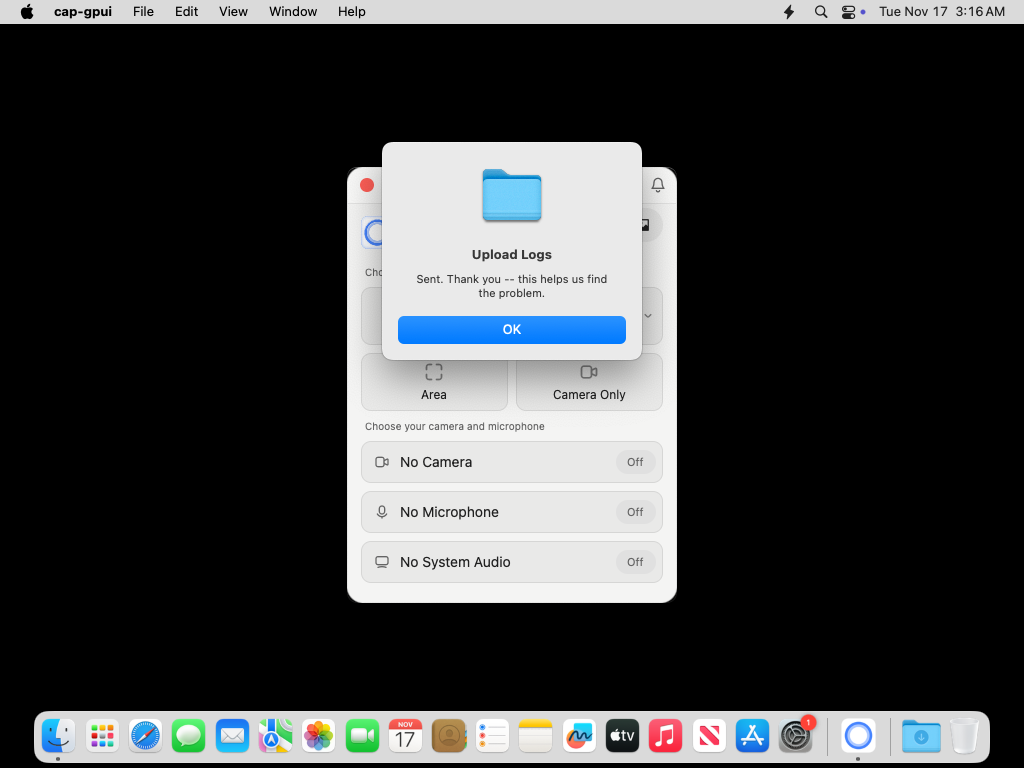 cap-gpui File Edit View Window Help Tue Nov 17 3:16 AM
Upload Logs
Sent. Thank you -- this helps us find
the problem.
OK
Area
Camera Only
Choose your camera and microphone
No Camera
Off
No Microphone
Off
No System Audio
Off
NOV
17
tv
1